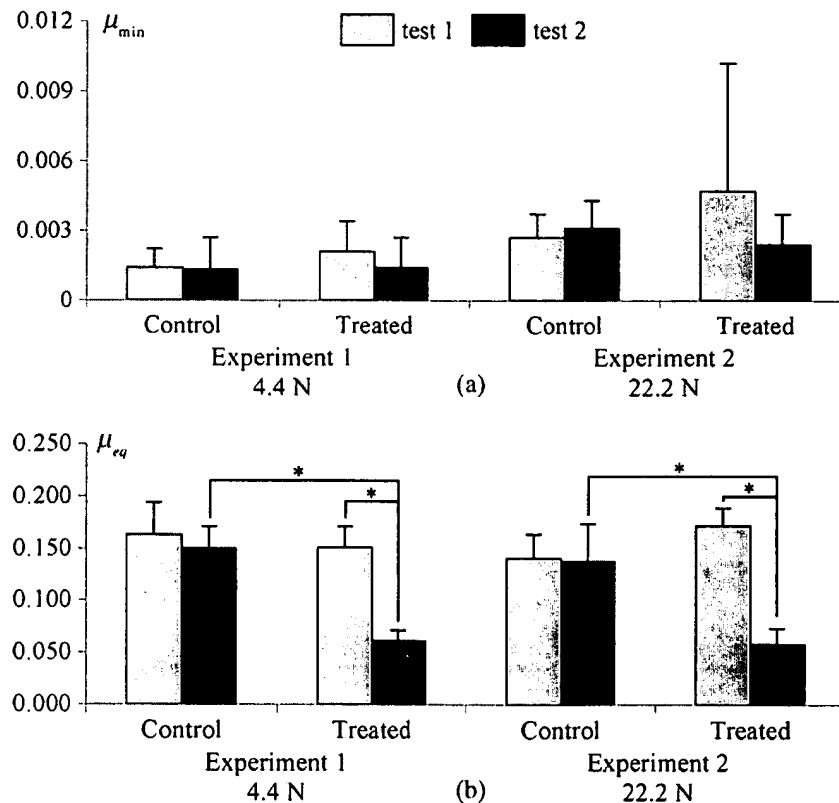 μmin
test 1 test 2
0.012
0.009
0.006
0.003
0
Control Treated Control Treated
Experiment 1 Experiment 2
4.4 N (a) 22.2 N
μeq
0.250
0.200
0.150
0.100
0.050
0.000
* *
* *
Control Treated Control Treated
Experiment 1 Experiment 2
4.4 N (b) 22.2 N